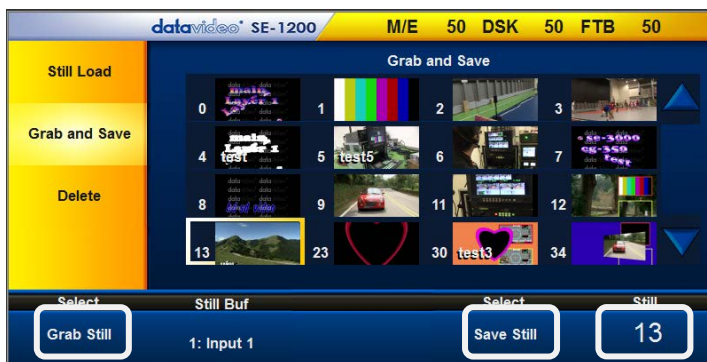 datavideo® SE-1200 M/E 50 DSK 50 FTB 50
Still Load
Grab and Save
Delete
Grab and Save
0 1 2 3
4 test 5 test5 6 7 se-3000
8 9 11 12
13 23 30 test3 34
Select Still Buf Select Still
Grab Still 1: Input 1 Save Still 13